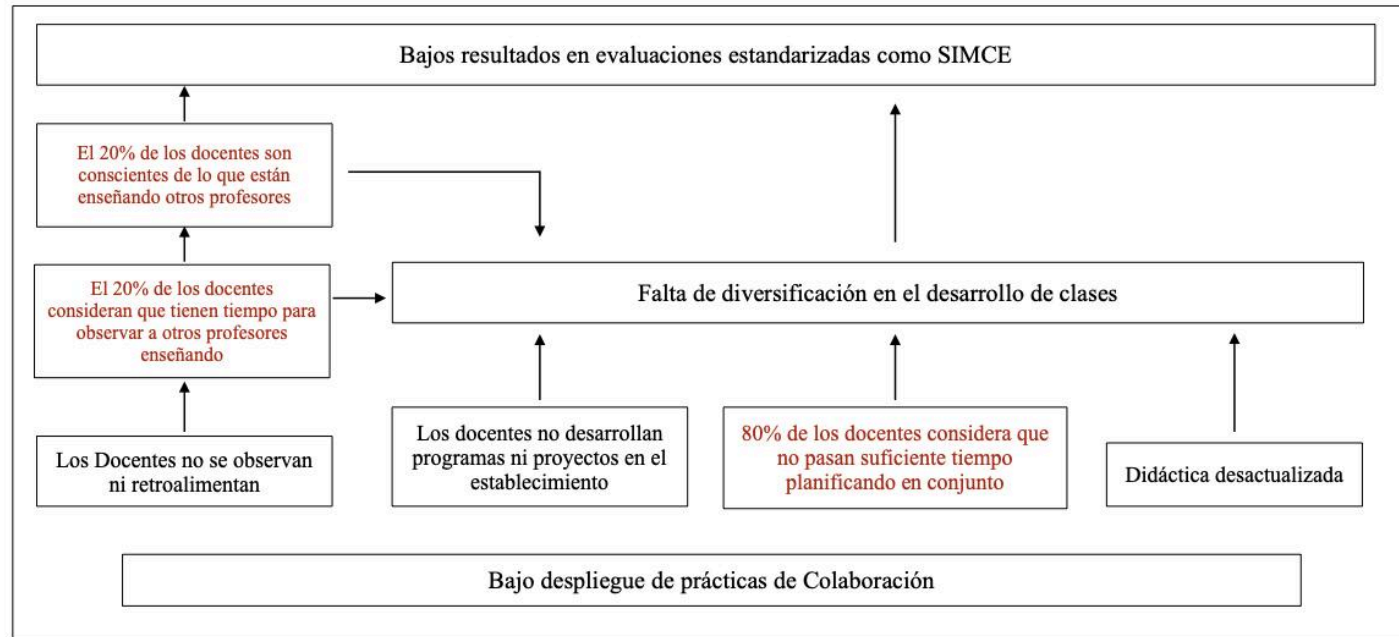 Bajos resultados en evaluaciones estandarizadas como SIMCE
El 20% de los docentes son
conscientes de lo que están
enseñando otros profesores
El 20% de los docentes
consideran que tienen tiempo para
observar a otros profesores
enseñando
Falta de diversificación en el desarrollo de clases
Los Docentes no se observan
ni retroalimentan
Los docentes no desarrollan
programas ni proyectos en el
establecimiento
80% de los docentes considera que
no pasan suficiente tiempo
planificando en conjunto
Didáctica desactualizada
Bajo despliegue de prácticas de Colaboración